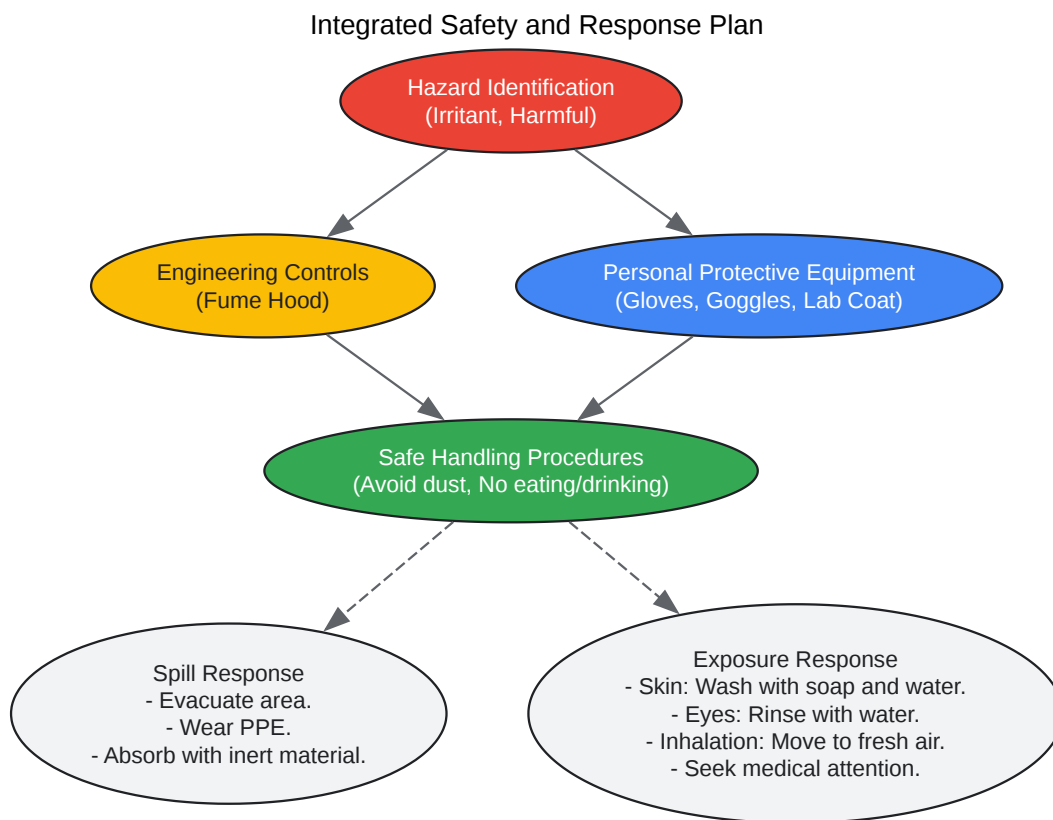 Integrated Safety and Response Plan
Hazard Identification
(Irritant, Harmful)
Engineering Controls
(Fume Hood)
Personal Protective Equipment
(Gloves, Goggles, Lab Coat)
Safe Handling Procedures
(Avoid dust, No eating/drinking)
Spill Response
- Evacuate area.
- Wear PPE.
- Absorb with inert material.
Exposure Response
- Skin: Wash with soap and water.
- Eyes: Rinse with water.
- Inhalation: Move to fresh air.
- Seek medical attention.